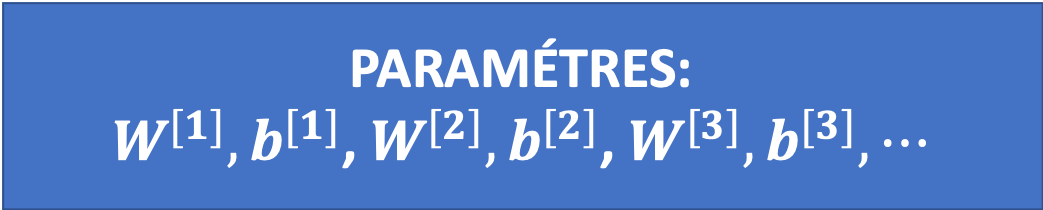 PARAMÉTRES:
W^[1], b^[1], W^[2], b^[2], W^[3], b^[3], ⋯